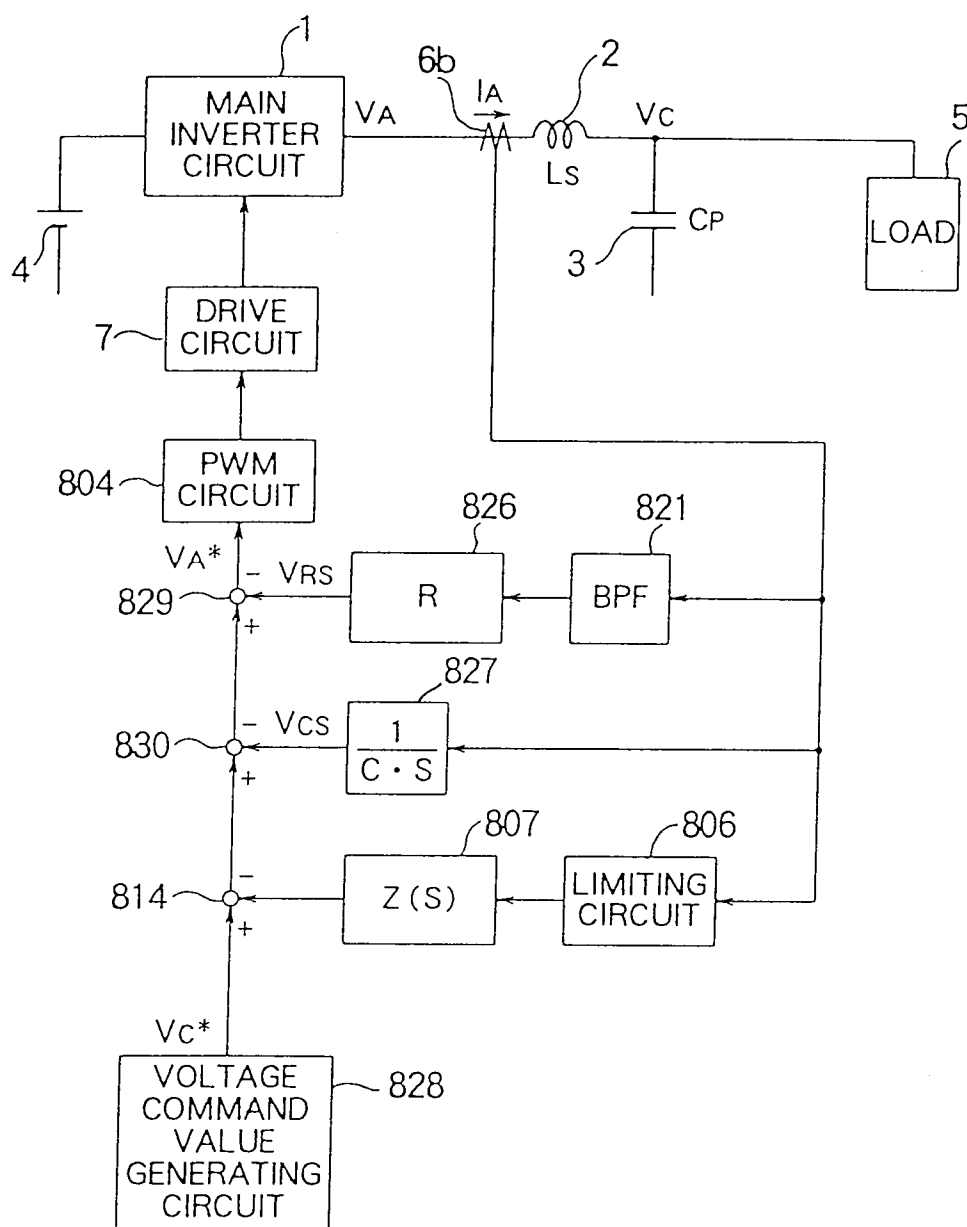 1
6b
2
IA
MAIN
INVERTER
CIRCUIT
VA
VC
5
LS
CP
LOAD
4
3
DRIVE
CIRCUIT
7
PWM
CIRCUIT
804
826
821
VA*
−
VRS
R
BPF
829
+
827
−
VCS
1
C · S
830
+
807
806
−
Z(S)
LIMITING
CIRCUIT
814
+
VC*
VOLTAGE
COMMAND
VALUE
GENERATING
CIRCUIT
828